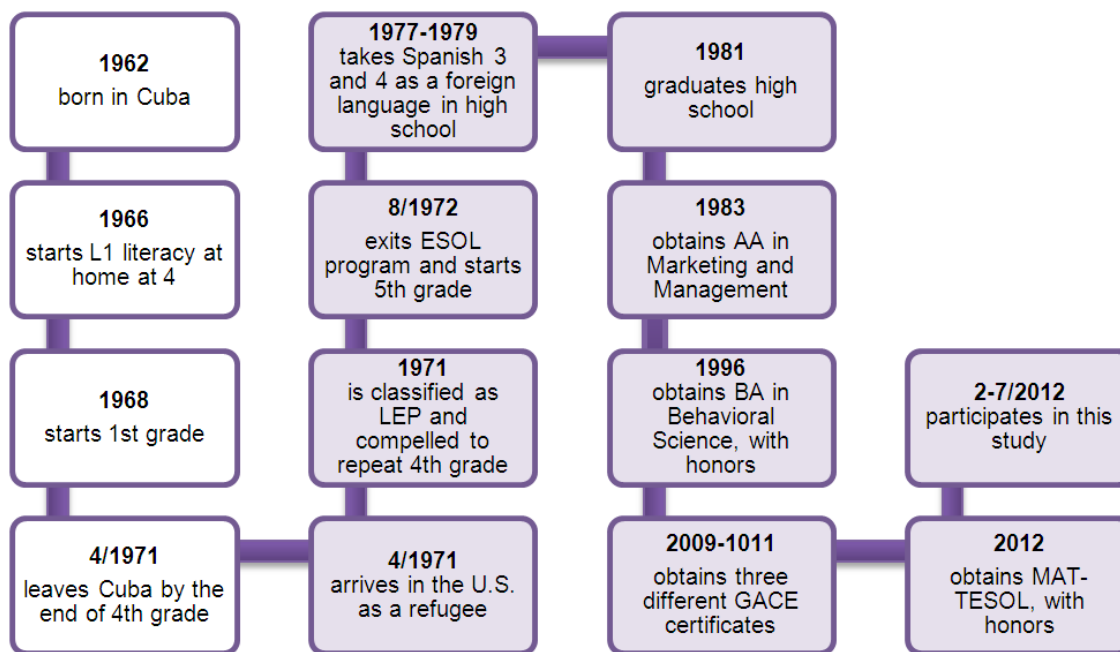 1962
born in Cuba
1966
starts L1 literacy at
home at 4
1968
starts 1st grade
4/1971
leaves Cuba by the
end of 4th grade
4/1971
arrives in the U.S.
as a refugee
1971
is classified as
LEP and
compelled to
repeat 4th grade
8/1972
exits ESOL
program and starts
5th grade
1977-1979
takes Spanish 3
and 4 as a foreign
language in high
school
1981
graduates high
school
1983
obtains AA in
Marketing and
Management
1996
obtains BA in
Behavioral
Science, with
honors
2009-1011
obtains three
different GACE
certificates
2012
obtains MAT-
TESOL, with
honors
2-7/2012
participates in this
study